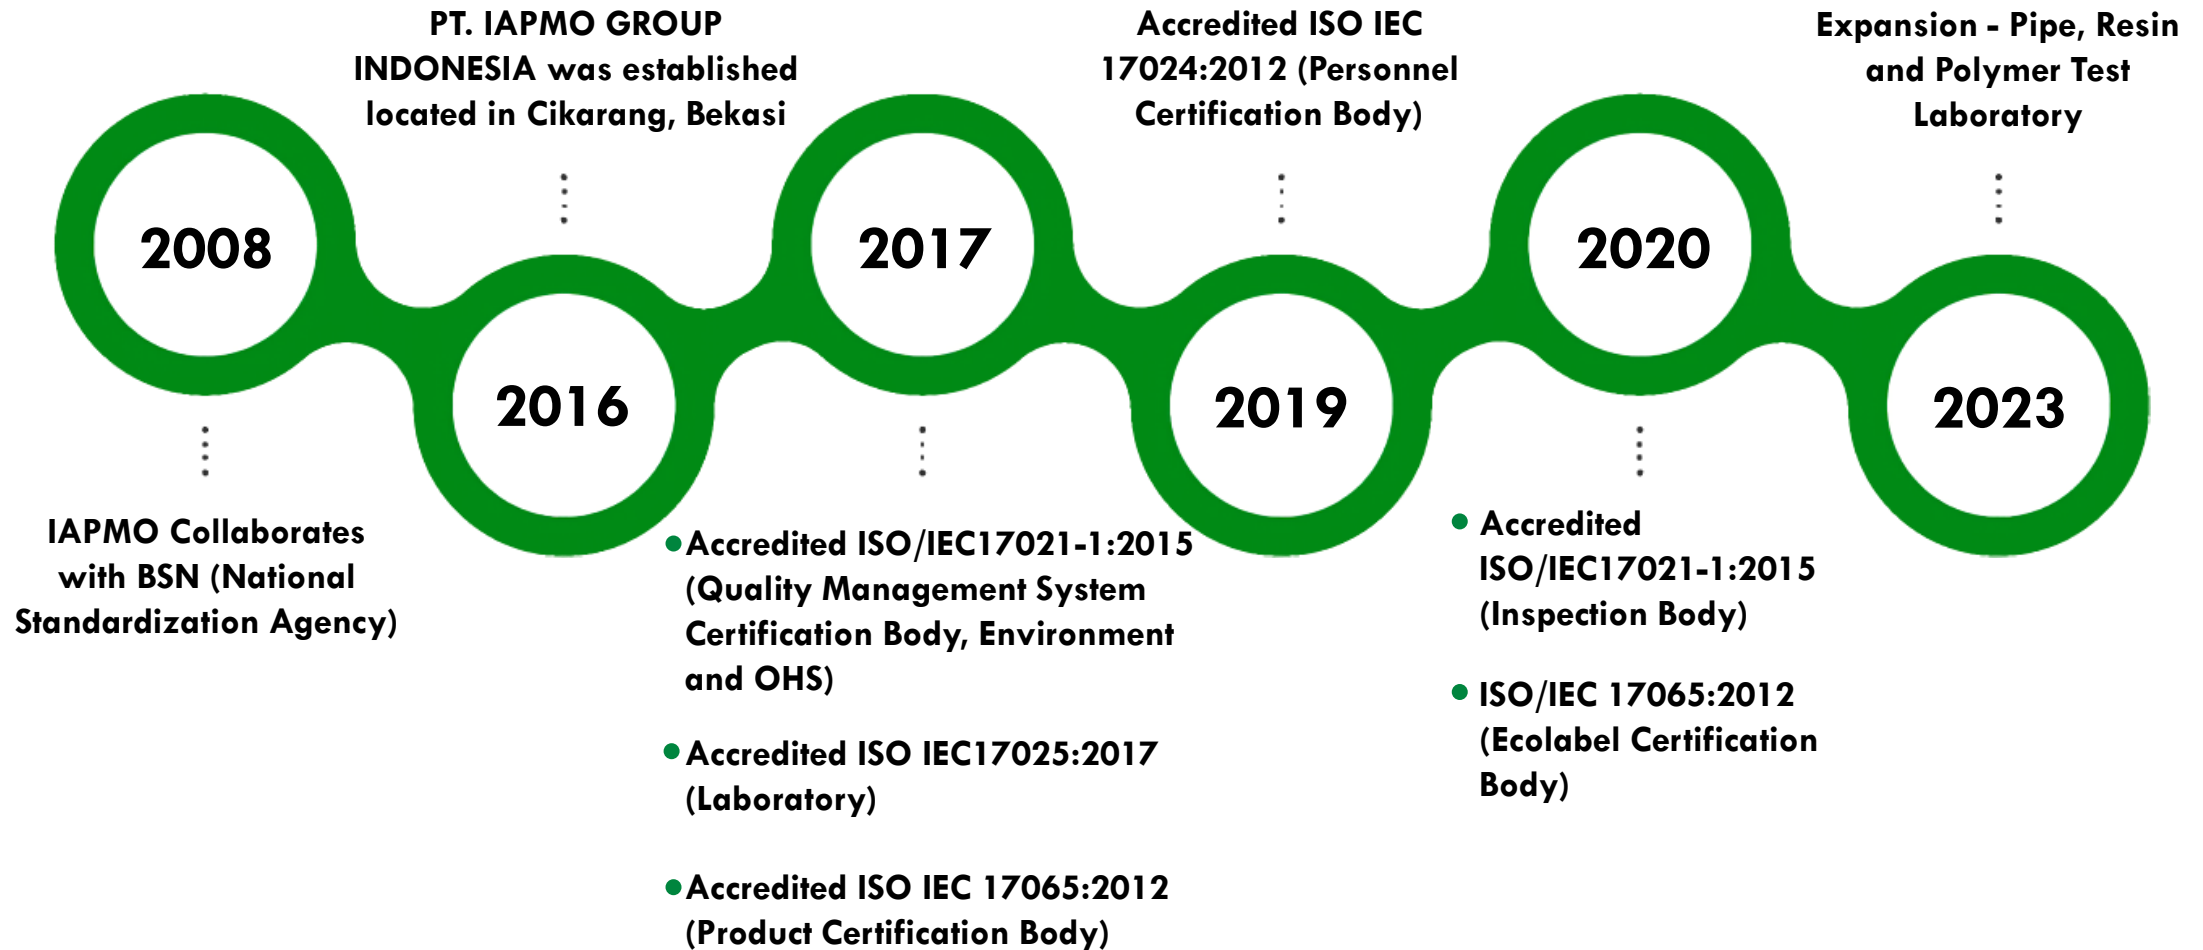 2008
IAPMO Collaborates
with BSN (National
Standardization Agency)
PT. IAPMO GROUP
INDONESIA was established
located in Cikarang, Bekasi
2016
2017
Accredited ISO/IEC17021-1:2015
(Quality Management System
Certification Body, Environment
and OHS)
Accredited ISO IEC17025:2017
(Laboratory)
Accredited ISO IEC 17065:2012
(Product Certification Body)
Accredited ISO IEC
17024:2012 (Personnel
Certification Body)
2019
2020
Accredited
ISO/IEC17021-1:2015
(Inspection Body)
ISO/IEC 17065:2012
(Ecolabel Certification
Body)
Expansion - Pipe, Resin
and Polymer Test
Laboratory
2023